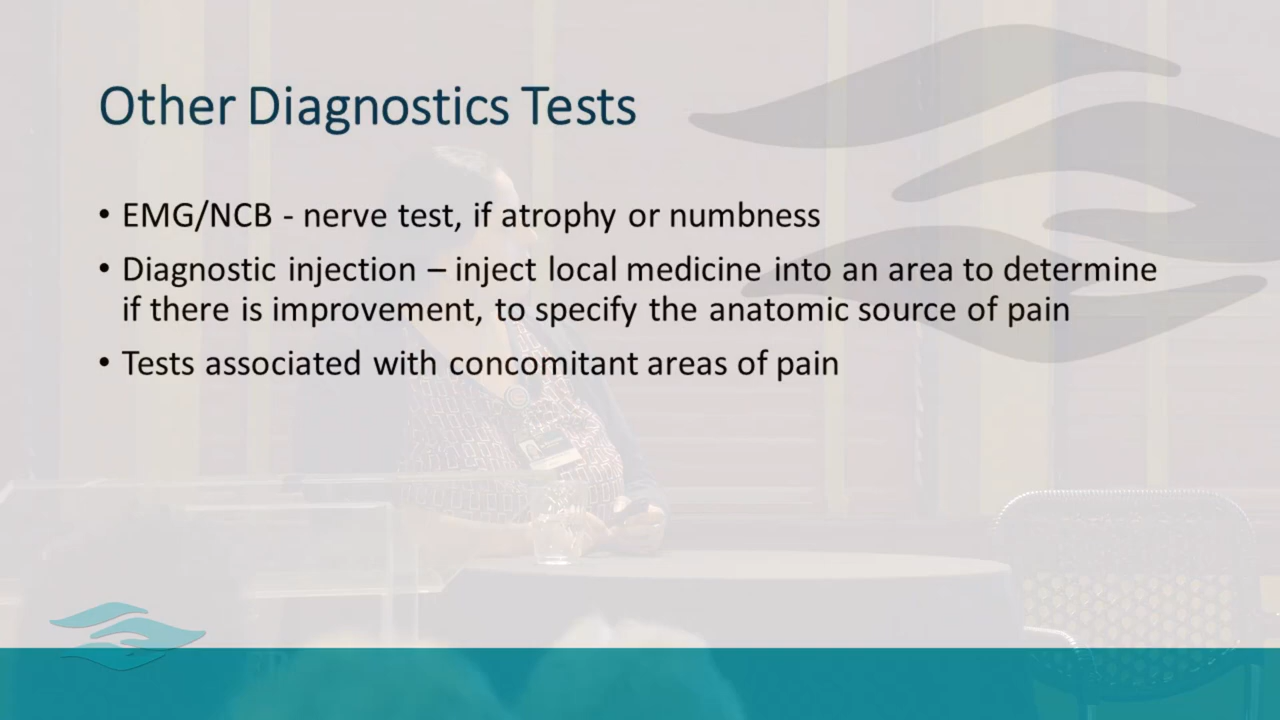 Other Diagnostics Tests
• EMG/NCB - nerve test, if atrophy or numbness
• Diagnostic injection – inject local medicine into an area to determine
if there is improvement, to specify the anatomic source of pain
• Tests associated with concomitant areas of pain